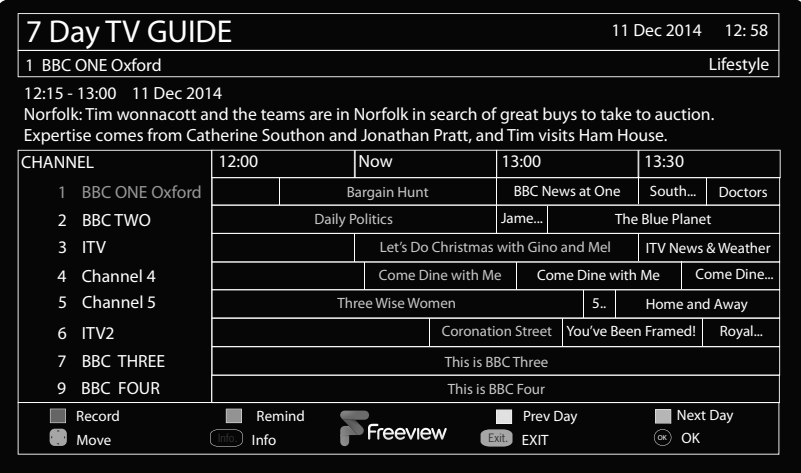 7 Day TV GUIDE 11 Dec 2014 12: 58
1 BBC ONE Oxford Lifestyle
12:15 - 13:00 11 Dec 2014
Norfolk: Tim wonnacott and the teams are in Norfolk in search of great buys to take to auction.
Expertise comes from Catherine Southon and Jonathan Pratt, and Tim visits Ham House.
CHANNEL 12:00 Now 13:00 13:30
1 BBC ONE Oxford Bargain Hunt BBC News at One South... Doctors
2 BBC TWO Daily Politics Jame... The Blue Planet
3 ITV Let's Do Christmas with Gino and Mel ITV News & Weather
4 Channel 4 Come Dine with Me Come Dine with Me Come Dine...
5 Channel 5 Three Wise Women 5.. Home and Away
6 ITV2 Coronation Street You've Been Framed! Royal...
7 BBC THREE This is BBC Three
9 BBC FOUR This is BBC Four
Record Remind Prev Day Next Day
Move Info. Info Freeview Exit. EXIT OK OK